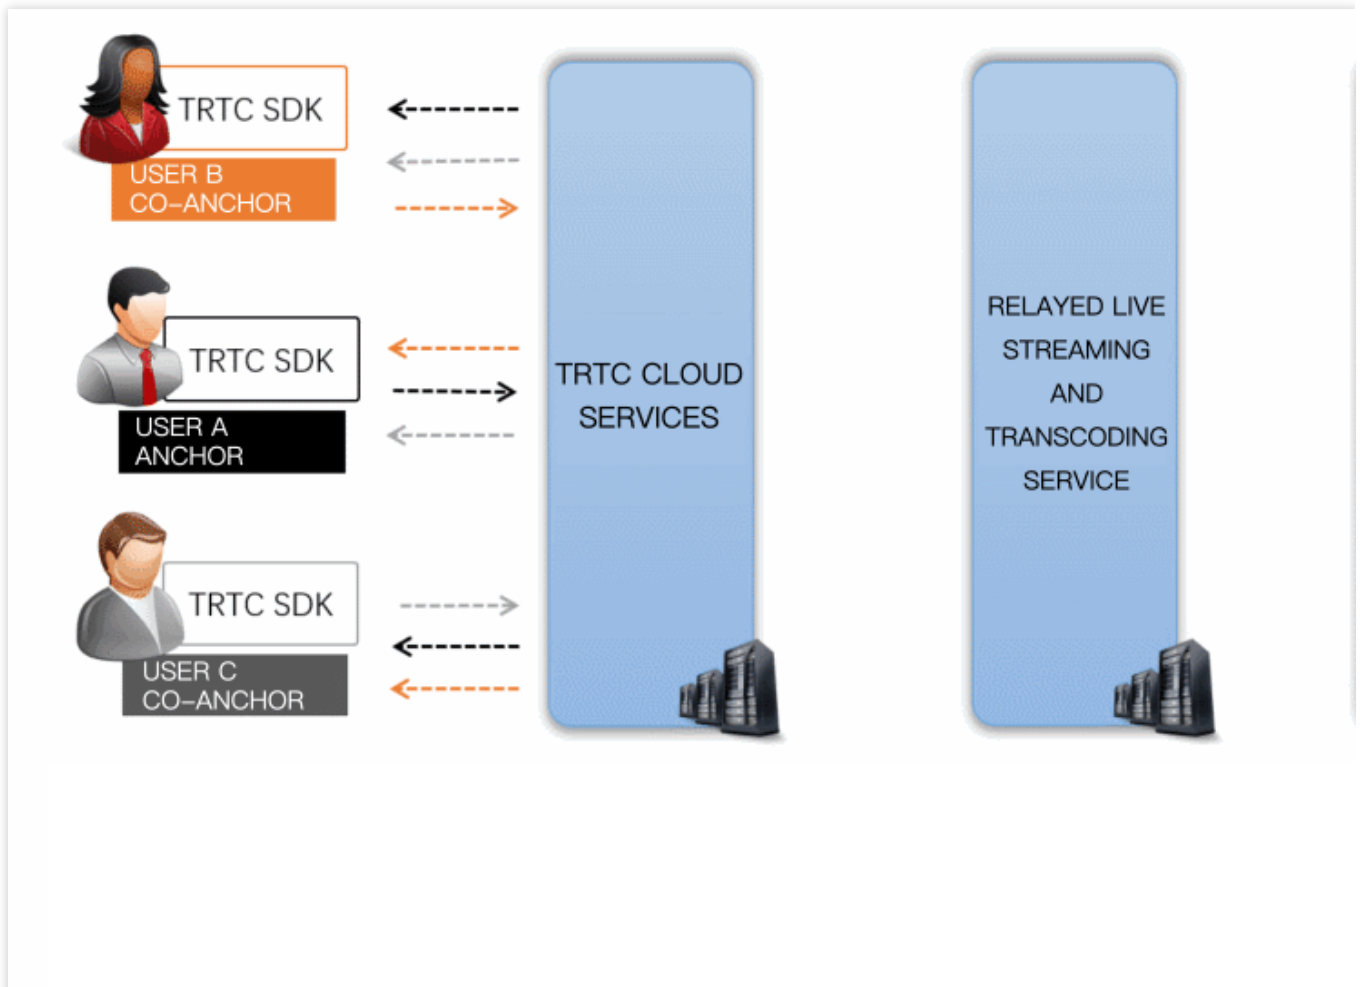 TRTC SDK
USER B
CO-ANCHOR
TRTC SDK
USER A
ANCHOR
TRTC SDK
USER C
CO-ANCHOR
TRTC CLOUD
SERVICES
RELAYED LIVE
STREAMING
AND
TRANSCODING
SERVICE